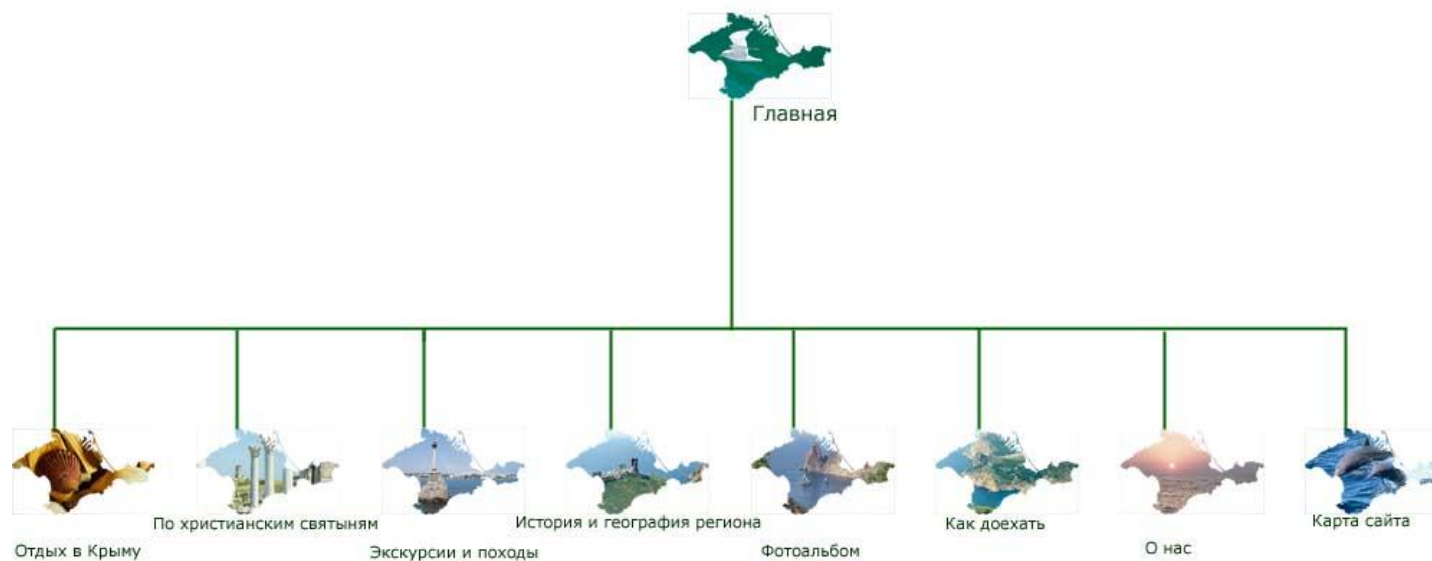 Главная
Отдых в Крыму
По христианским святыням
Экскурсии и походы
История и география региона
Фотоальбом
Как доехать
О нас
Карта сайта